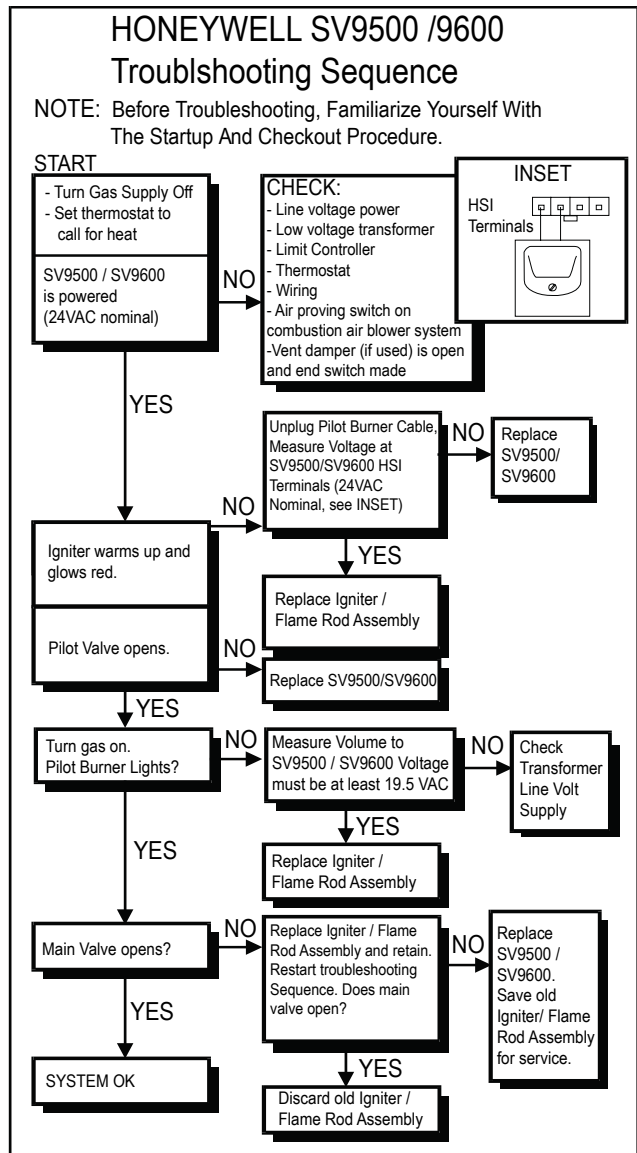 HONEYWELL SV9500 /9600
Troublshooting Sequence
NOTE: Before Troubleshooting, Familiarize Yourself With
The Startup And Checkout Procedure.
START
- Turn Gas Supply Off
- Set thermostat to
call for heat
SV9500 / SV9600
is powered
(24VAC nominal)
NO
CHECK:
- Line voltage power
- Low voltage transformer
- Limit Controller
- Thermostat
- Wiring
- Air proving switch on
combustion air blower system
-Vent damper (if used) is open
and end switch made
INSET
HSI
Terminals
YES
Igniter warms up and
glows red.
NO
Unplug Pilot Burner Cable,
Measure Voltage at
SV9500/SV9600 HSI
Terminals (24VAC
Nominal, see INSET)
NO
Replace
SV9500/
SV9600
YES
Replace Igniter /
Flame Rod Assembly
Pilot Valve opens.
NO
Replace SV9500/SV9600
YES
Turn gas on.
Pilot Burner Lights?
NO
Measure Volume to
SV9500 / SV9600 Voltage
must be at least 19.5 VAC
NO
Check
Transformer
Line Volt
Supply
YES
Replace Igniter /
Flame Rod Assembly
YES
Main Valve opens?
NO
Replace Igniter / Flame
Rod Assembly and retain.
Restart troubleshooting
Sequence. Does main
valve open?
NO
Replace
SV9500 /
SV9600.
Save old
Igniter/ Flame
Rod Assembly
for service.
YES
SYSTEM OK
YES
Discard old Igniter /
Flame Rod Assembly